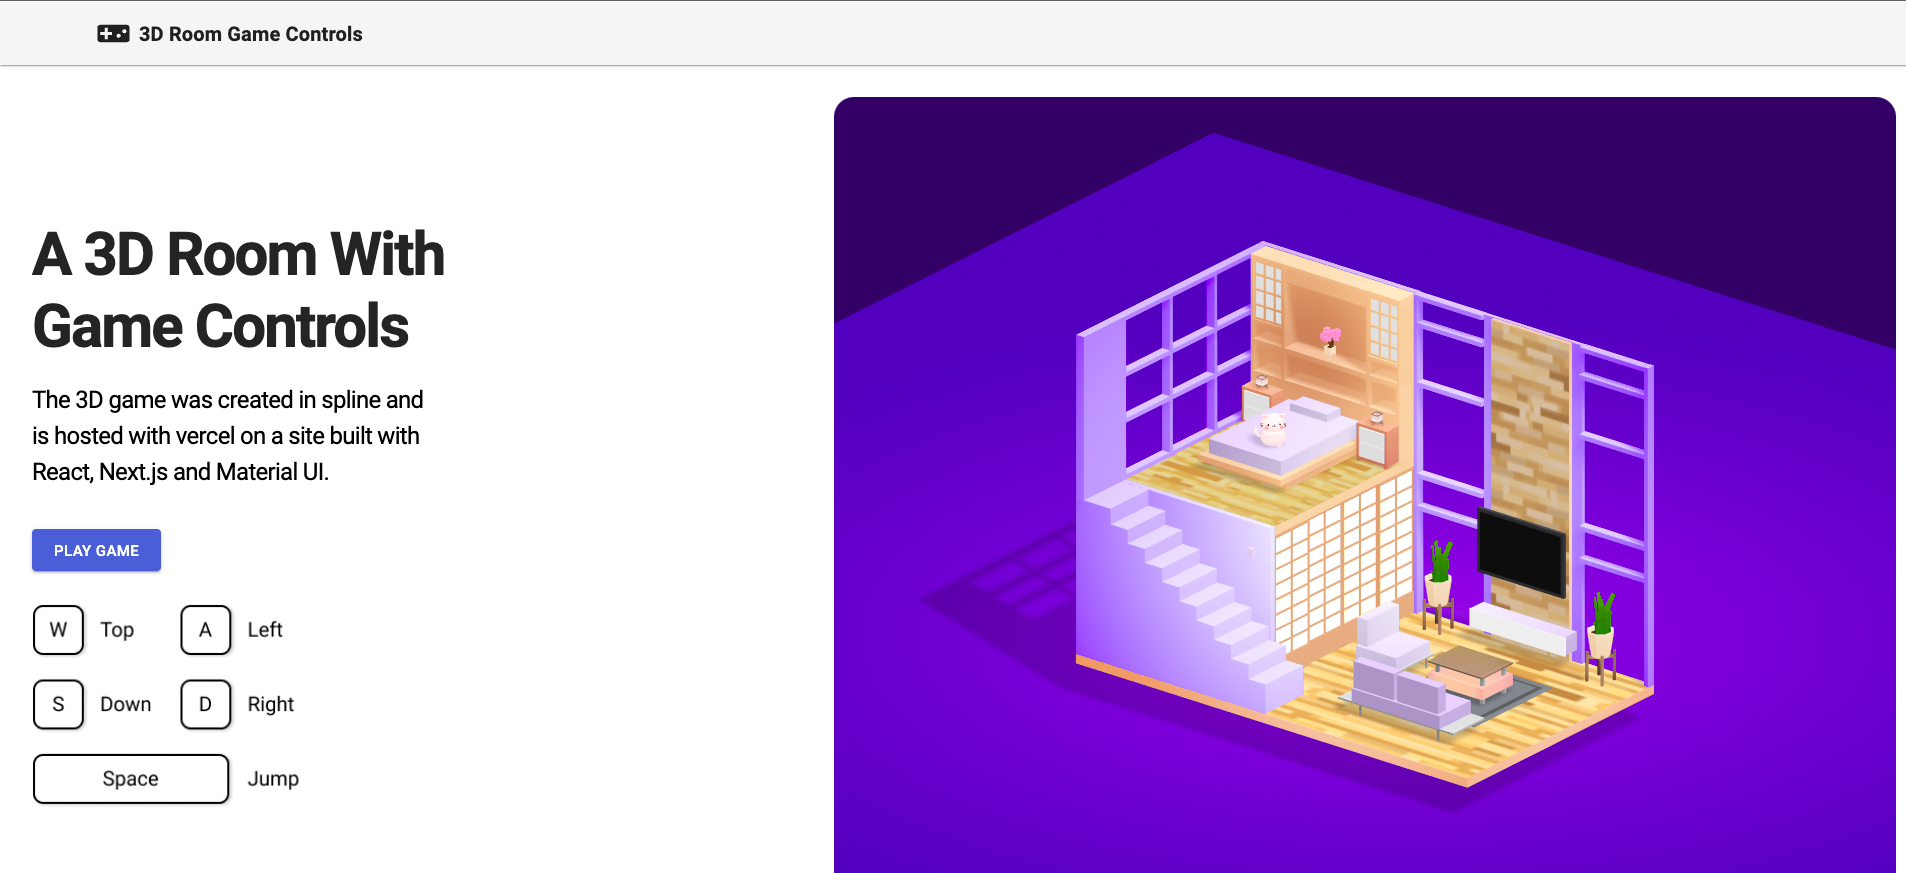 3D Room Game Controls
A 3D Room With
Game Controls
The 3D game was created in spline and
is hosted with vercel on a site built with
React, Next.js and Material UI.
PLAY GAME
W Top A Left
S Down D Right
Space Jump